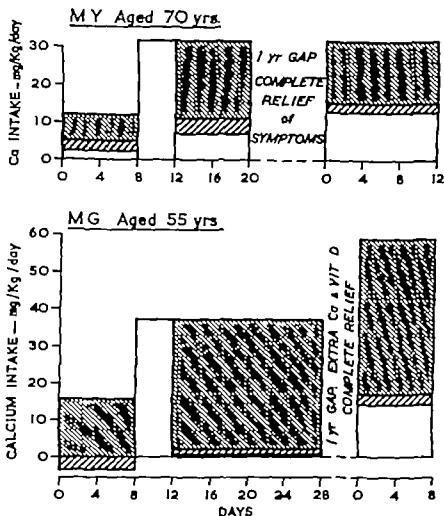 MY Aged 70 yrs.
Ca INTAKE - mg/Kg/day
30
20
10
0
1 yr GAP
COMPLETE
RELIEF
of
SYMPTOMS
0 4 8 12 16 20 0 4 8 12
MG Aged 55 yrs
CALCIUM INTAKE — mg/Kg/day
60
50
40
30
20
10
0
1 yr GAP, EXTRA Ca & VIT D
COMPLETE RELIEF
0 4 8 12 16 20 24 28 0 4 8
DAYS